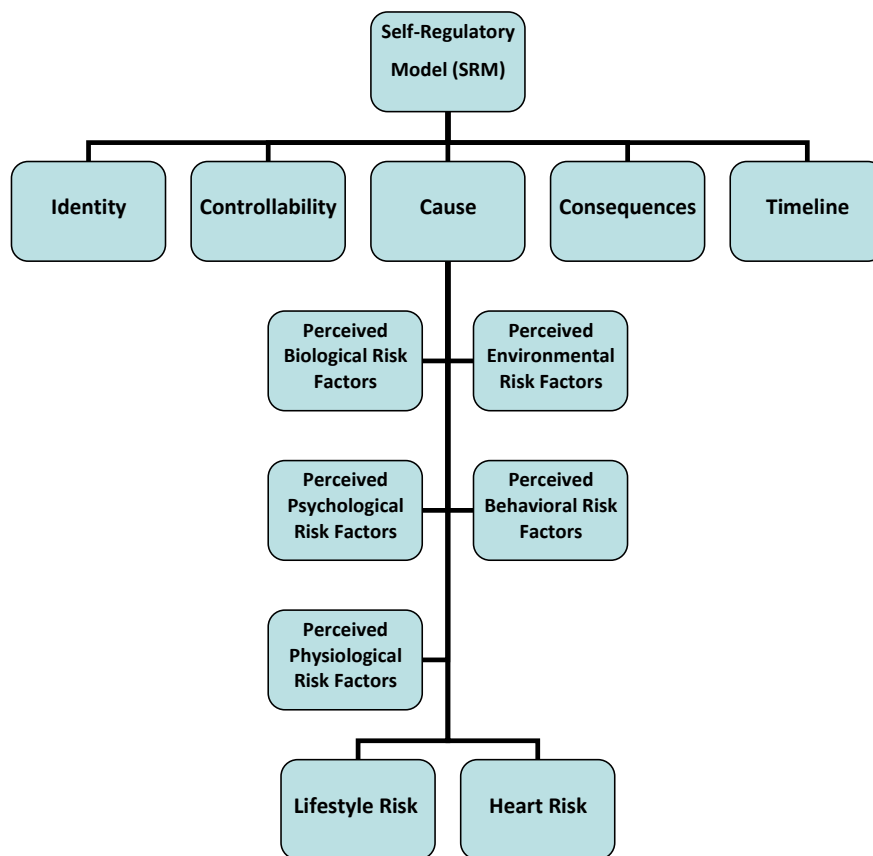 Self-Regulatory
Model (SRM)
Identity
Controllability
Cause
Consequences
Timeline
Perceived
Biological Risk
Factors
Perceived
Environmental
Risk Factors
Perceived
Psychological
Risk Factors
Perceived
Behavioral Risk
Factors
Perceived
Physiological
Risk Factors
Lifestyle Risk
Heart Risk